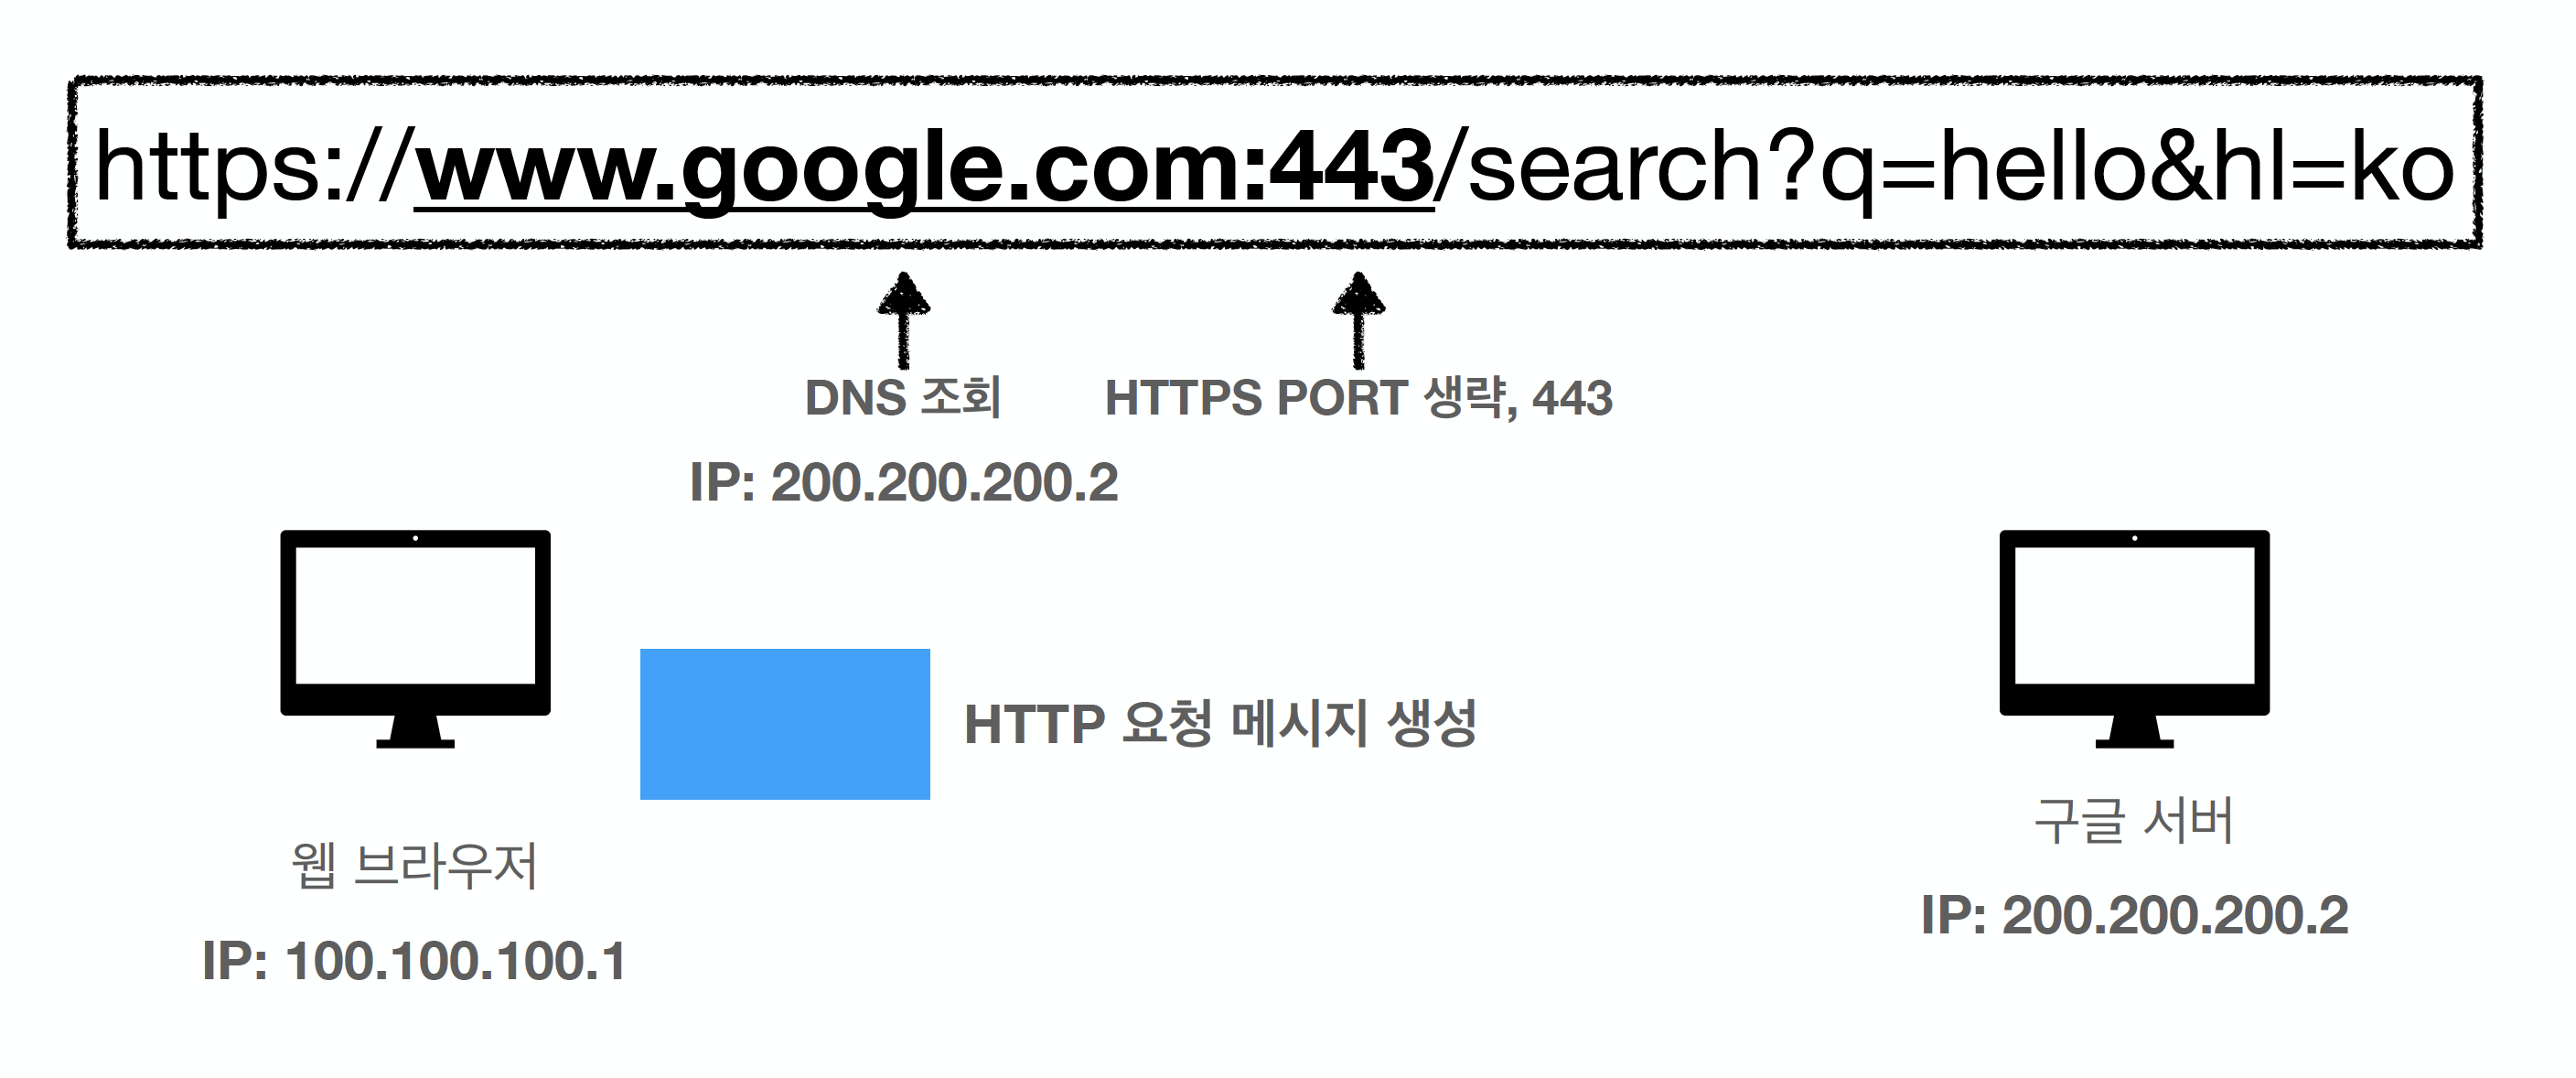 https://www.google.com:443/search?q=hello&hl=ko
DNS 조회
HTTPS PORT 생략, 443
IP: 200.200.200.2
HTTP 요청 메시지 생성
웹 브라우저
IP: 100.100.100.1
구글 서버
IP: 200.200.200.2